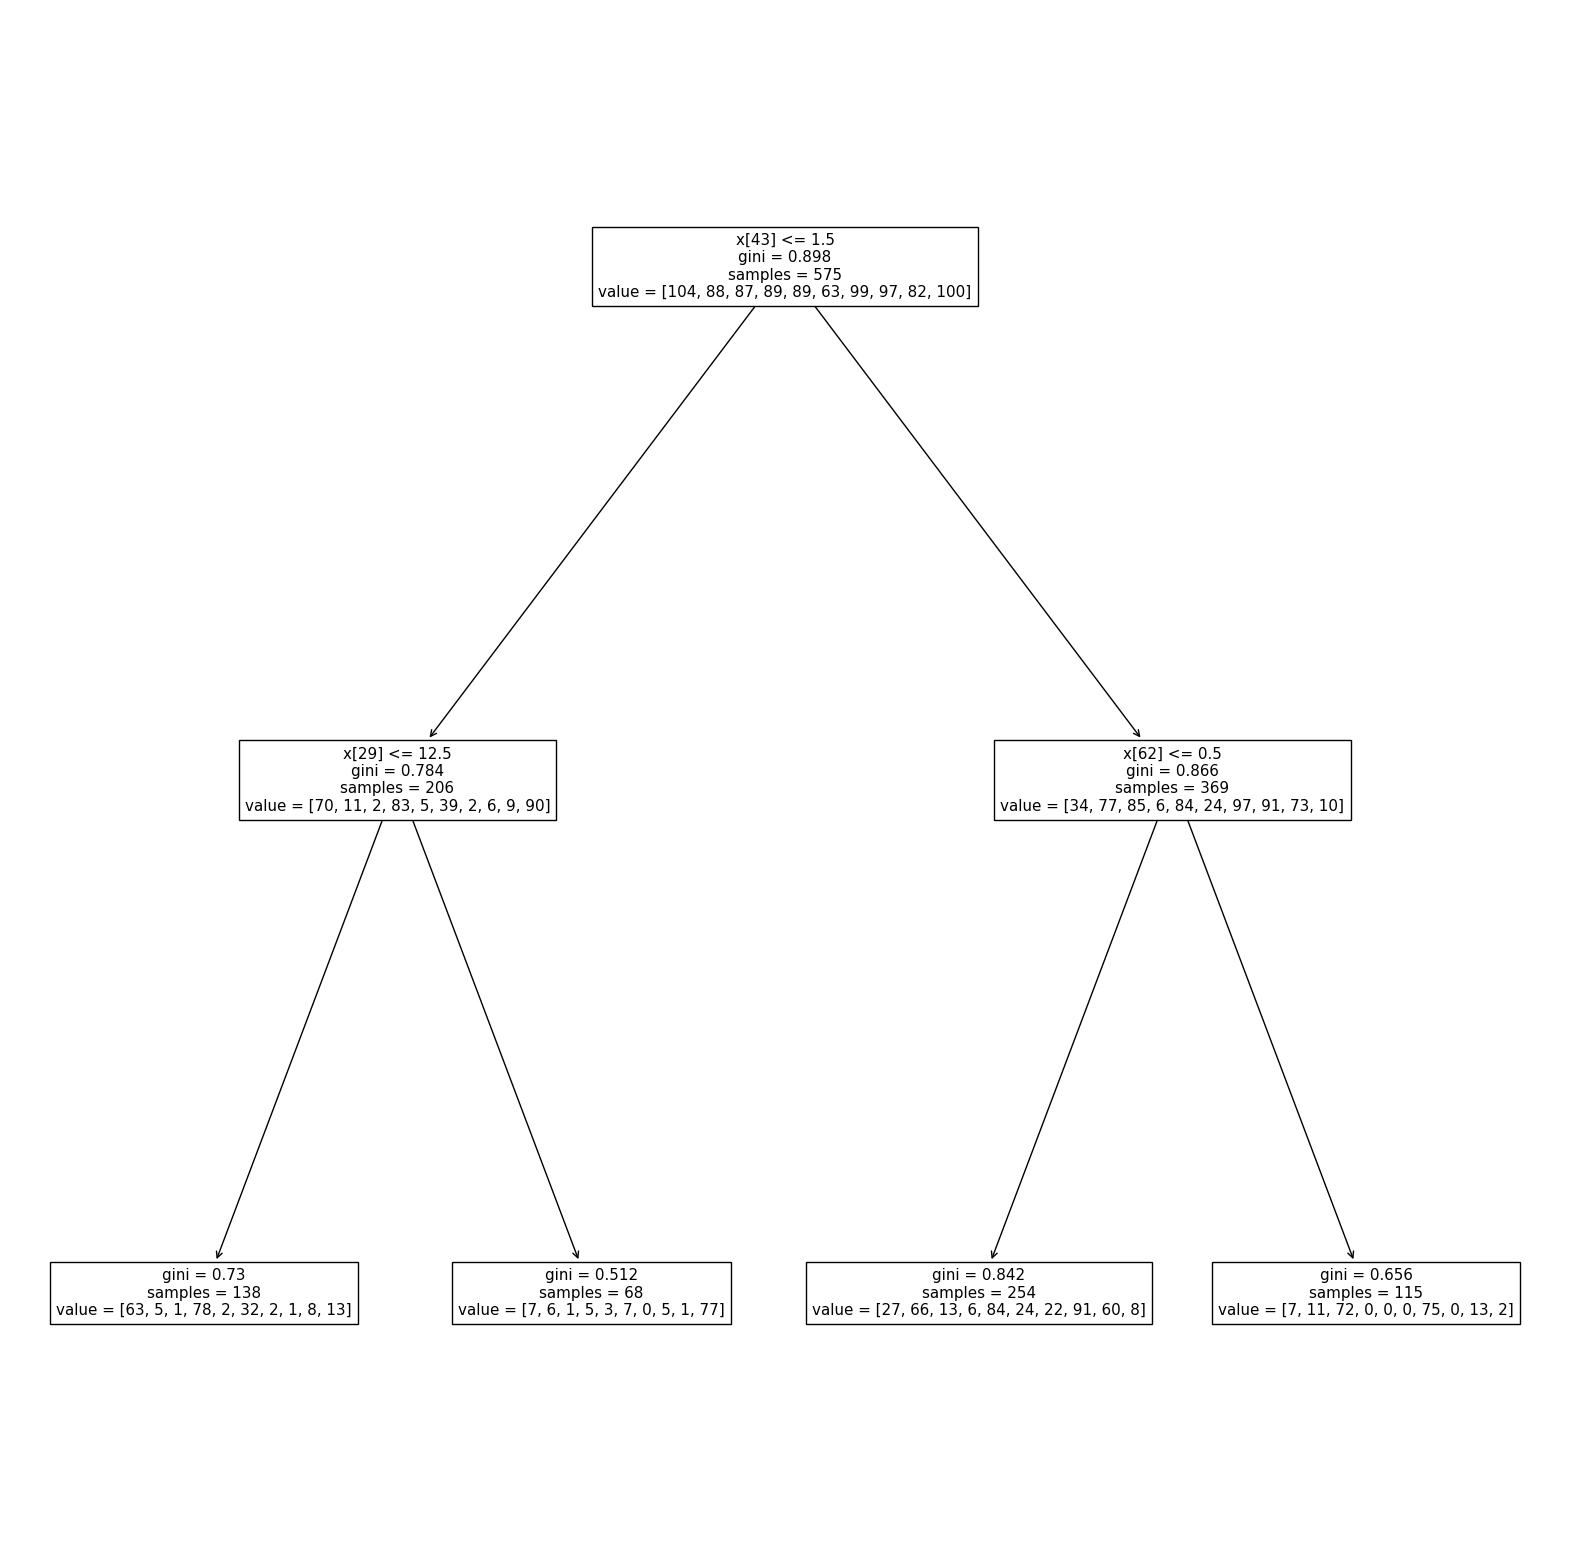 x[43] <= 1.5
gini = 0.898
samples = 575
value = [104, 88, 87, 89, 89, 63, 99, 97, 82, 100]
x[29] <= 12.5
gini = 0.784
samples = 206
value = [70, 11, 2, 83, 5, 39, 2, 6, 9, 90]
x[62] <= 0.5
gini = 0.866
samples = 369
value = [34, 77, 85, 6, 84, 24, 97, 91, 73, 10]
gini = 0.73
samples = 138
value = [63, 5, 1, 78, 2, 32, 2, 1, 8, 13]
gini = 0.512
samples = 68
value = [7, 6, 1, 5, 3, 7, 0, 5, 1, 77]
gini = 0.842
samples = 254
value = [27, 66, 13, 6, 84, 24, 22, 91, 60, 8]
gini = 0.656
samples = 115
value = [7, 11, 72, 0, 0, 0, 75, 0, 13, 2]